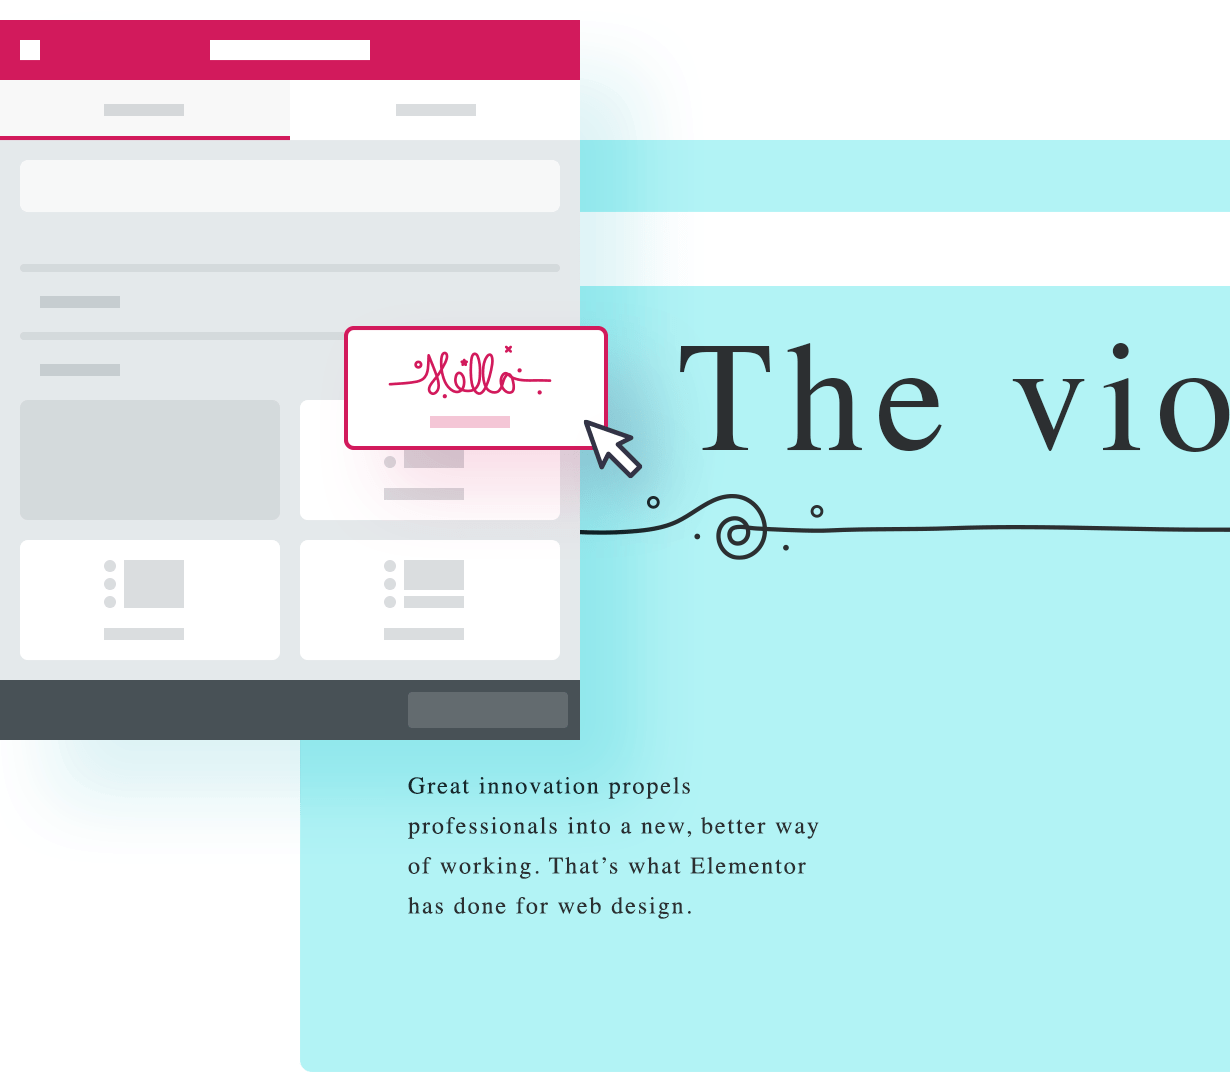 Hello
The vio
Great innovation propels
professionals into a new, better way
of working. That’s what Elementor
has done for web design.